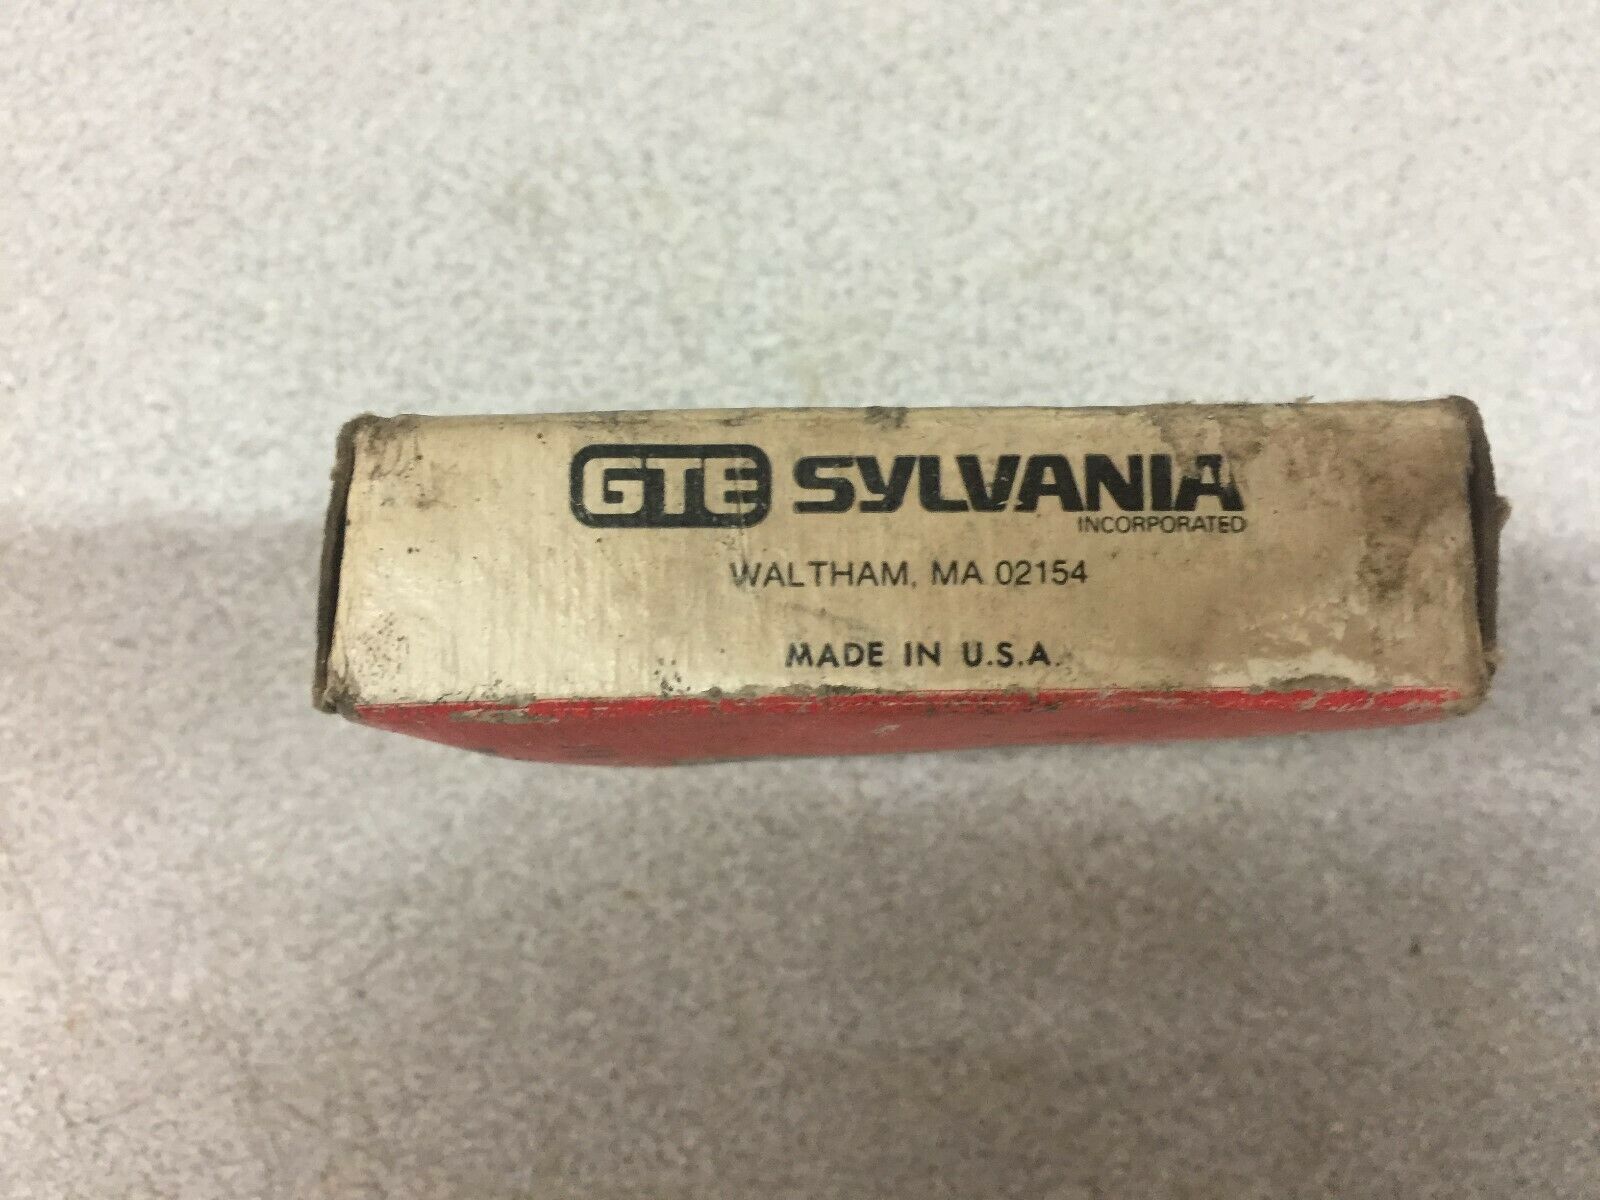 GTE SYLVANIA
INCORPORATED
WALTHAM, MA 02154
MADE IN U.S.A.